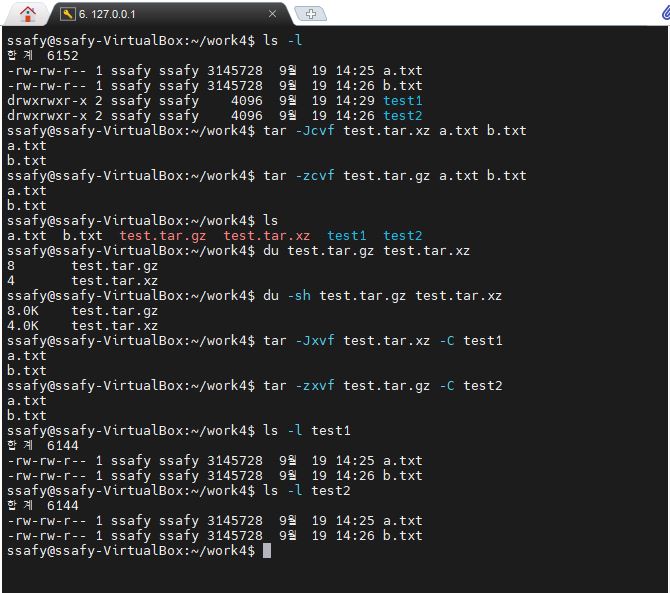 6. 127.0.0.1
ssafy@ssafy-VirtualBox:~/work4$ ls -l
합계 6152
-rw-rw-r-- 1 ssafy ssafy 3145728  9월  19 14:25 a.txt
-rw-rw-r-- 1 ssafy ssafy 3145728  9월  19 14:26 b.txt
drwxrwxr-x 2 ssafy ssafy    4096  9월  19 14:29 test1
drwxrwxr-x 2 ssafy ssafy    4096  9월  19 14:26 test2
ssafy@ssafy-VirtualBox:~/work4$ tar -Jcvf test.tar.xz a.txt b.txt
a.txt
b.txt
ssafy@ssafy-VirtualBox:~/work4$ tar -zcvf test.tar.gz a.txt b.txt
a.txt
b.txt
ssafy@ssafy-VirtualBox:~/work4$ ls
a.txt  b.txt  test.tar.gz  test.tar.xz  test1  test2
ssafy@ssafy-VirtualBox:~/work4$ du test.tar.gz test.tar.xz
8       test.tar.gz
4       test.tar.xz
ssafy@ssafy-VirtualBox:~/work4$ du -sh test.tar.gz test.tar.xz
8.0K    test.tar.gz
4.0K    test.tar.xz
ssafy@ssafy-VirtualBox:~/work4$ tar -Jxvf test.tar.xz -C test1
a.txt
b.txt
ssafy@ssafy-VirtualBox:~/work4$ tar -zxvf test.tar.gz -C test2
a.txt
b.txt
ssafy@ssafy-VirtualBox:~/work4$ ls -l test1
합계 6144
-rw-rw-r-- 1 ssafy ssafy 3145728  9월  19 14:25 a.txt
-rw-rw-r-- 1 ssafy ssafy 3145728  9월  19 14:26 b.txt
ssafy@ssafy-VirtualBox:~/work4$ ls -l test2
합계 6144
-rw-rw-r-- 1 ssafy ssafy 3145728  9월  19 14:25 a.txt
-rw-rw-r-- 1 ssafy ssafy 3145728  9월  19 14:26 b.txt
ssafy@ssafy-VirtualBox:~/work4$